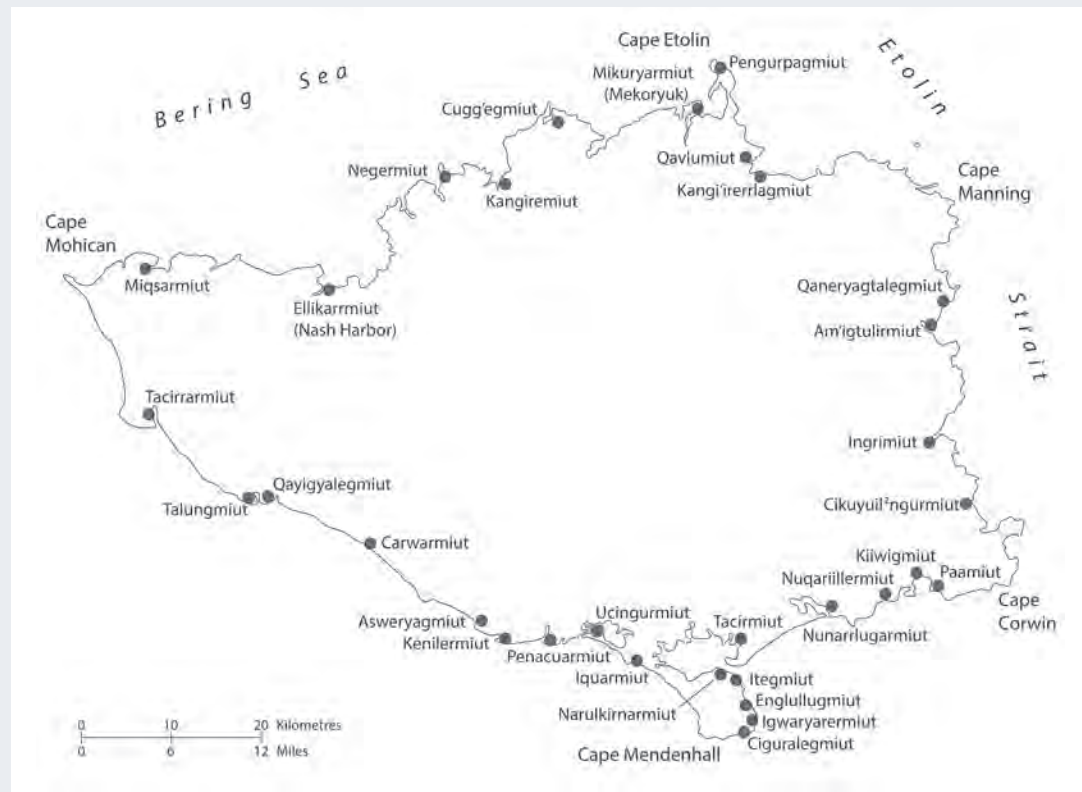 Bering Sea
Cape Etolin
Pengurpagmiut
Etolin
Strait
Mikuryarmiut
(Mekoryuk)
Cugg'egmiut
Qavlumiut
Negermiut
Kangiremiut
Kangi'irerrlagmiut
Cape
Manning
Cape
Mohican
Miqsarmiut
Ellikarrmiut
(Nash Harbor)
Qaneryagtalegmiut
Am'igtulirmiut
Tacirrarmiut
Ingrimiut
Qayigyalegmiut
Talungmiut
Cikuyuil²ngurmiut
Carwarmiut
Kiiwigmiut
Nuqariillermiut
Paamiut
Cape
Corwin
Asweryagmiut
Ucingurmiut
Tacirmiut
Nunarrlugarmiut
Kenilermiut
Penacuarmiut
Iquarmiut
Itegmiut
Englullugmiut
Narulkirnarmiut
Igwaryarermiut
Ciguralegmiut
Cape Mendenhall
0 10 20 Kilometres
0 6 12 Miles